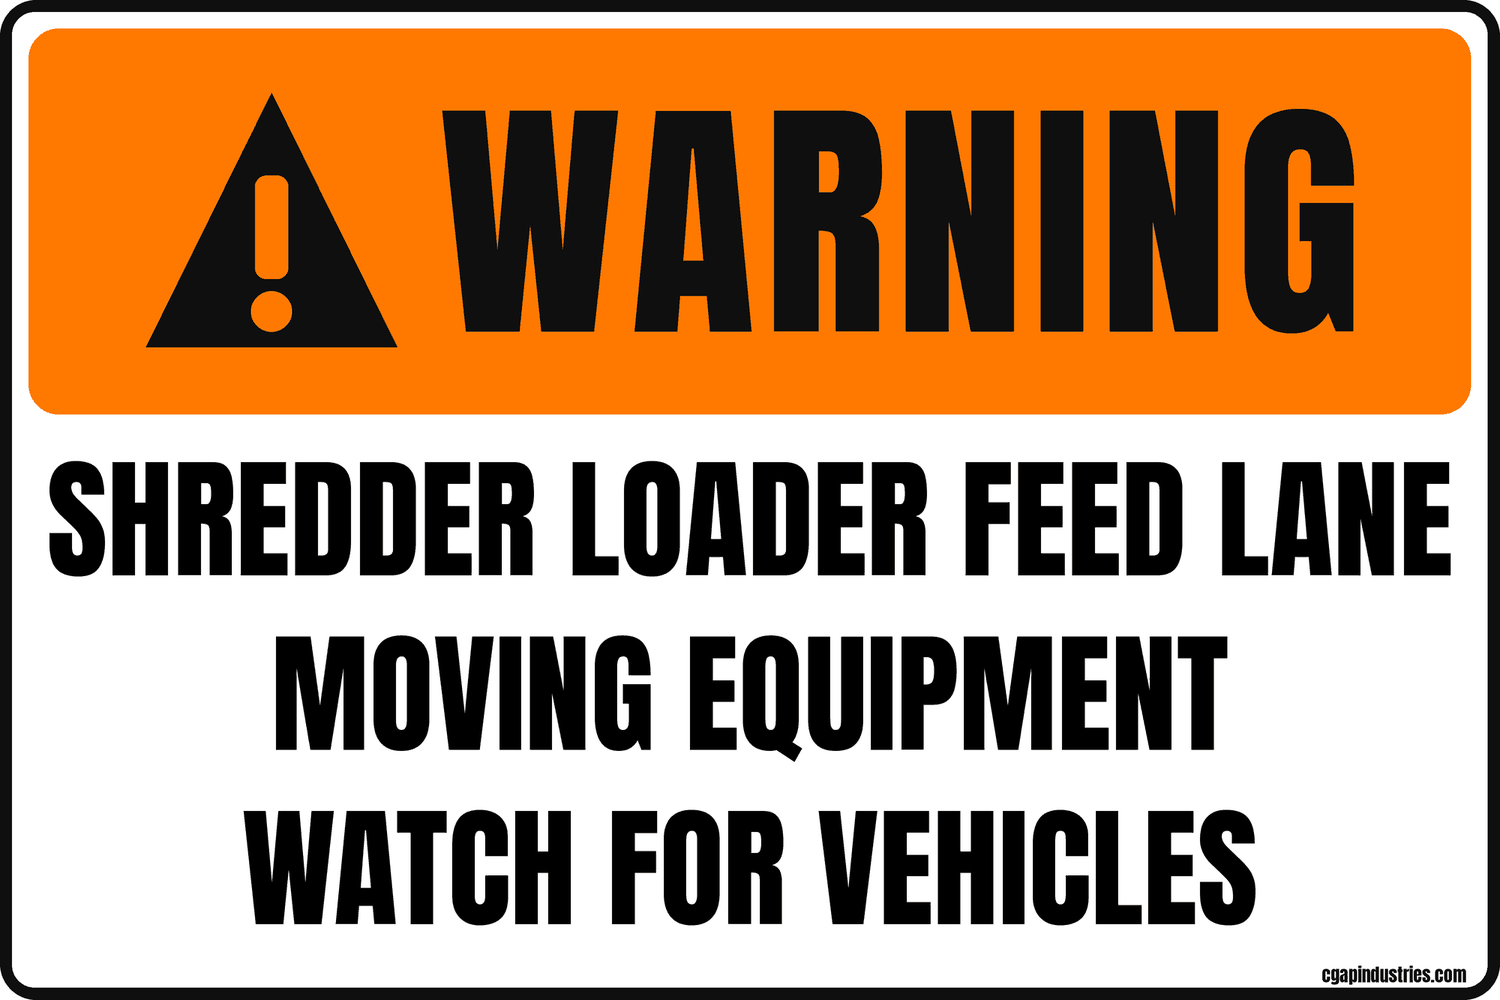 WARNING
SHREDDER LOADER FEED LANE
MOVING EQUIPMENT
WATCH FOR VEHICLES
cgapindustries.com